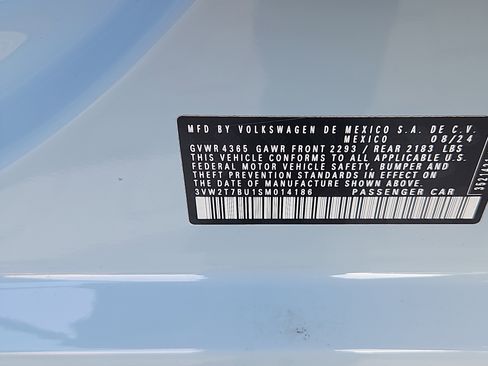 MFD BY VOLKSWAGEN DE MEXICO S.A. DE C.V.
MEXICO 08/24
GVWR 4365 GAWR FRONT 2293 / REAR 2183 LBS
THIS VEHICLE CONFORMS TO ALL APPLICABLE U.S.
FEDERAL MOTOR VEHICLE SAFETY, BUMPER AND
THEFT PREVENTION STANDARDS IN EFFECT ON
THE DATE OF MANUFACTURE SHOWN ABOVE.
3VW2T7BU1SM014186 PASSENGER CAR